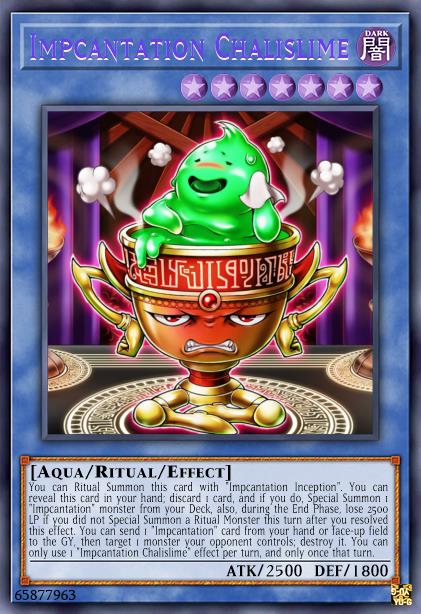 Impcantation Chalislime
DARK
闇
[Aqua/Ritual/Effect]
You can Ritual Summon this card with "Impcantation Inception". You can
reveal this card in your hand; discard 1 card, and if you do, Special Summon 1
"Impcantation" monster from your Deck, also, during the End Phase, lose 2500
LP if you did not Special Summon a Ritual Monster this turn after you resolved
this effect. You can send 1 "Impcantation" card from your hand or face-up field
to the GY, then target 1 monster your opponent controls; destroy it. You can
only use 1 "Impcantation Chalislime" effect per turn, and only once that turn.
ATK/2500 DEF/1800
65877963